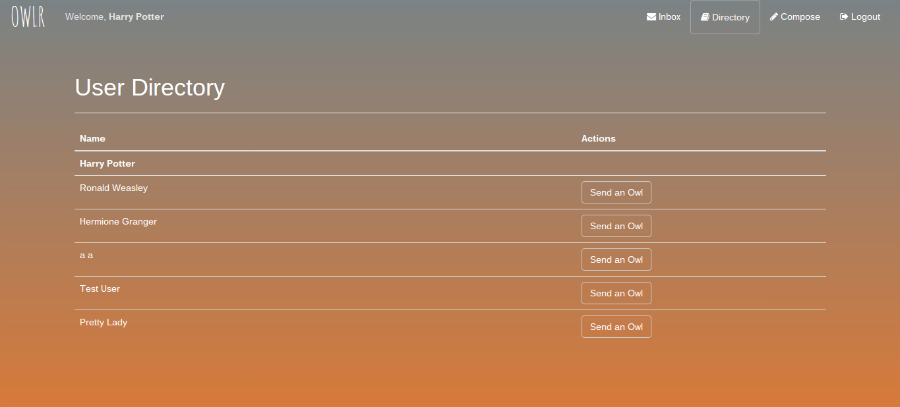 OWLR Welcome, Harry Potter Inbox Directory Compose Logout
User Directory
Name Actions
Harry Potter
Ronald Weasley Send an Owl
Hermione Granger Send an Owl
a a Send an Owl
Test User Send an Owl
Pretty Lady Send an Owl